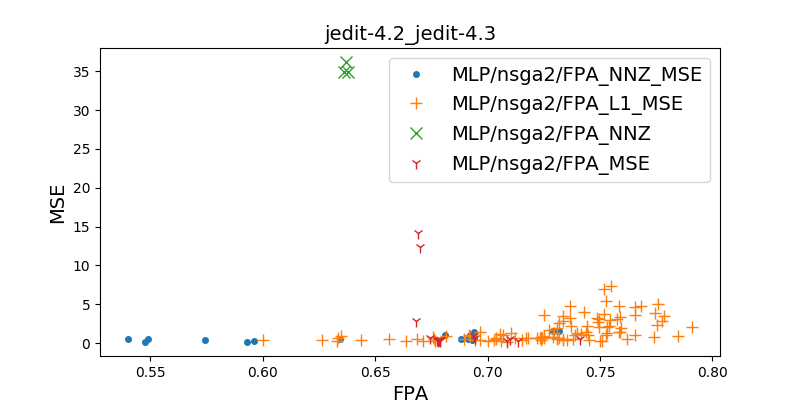 jedit-4.2_jedit-4.3
MLP/nsga2/FPA_NNZ_MSE
MLP/nsga2/FPA_L1_MSE
MLP/nsga2/FPA_NNZ
MLP/nsga2/FPA_MSE
MSE
35
30
25
20
15
10
5
0
0.55 0.60 0.65 0.70 0.75 0.80
FPA